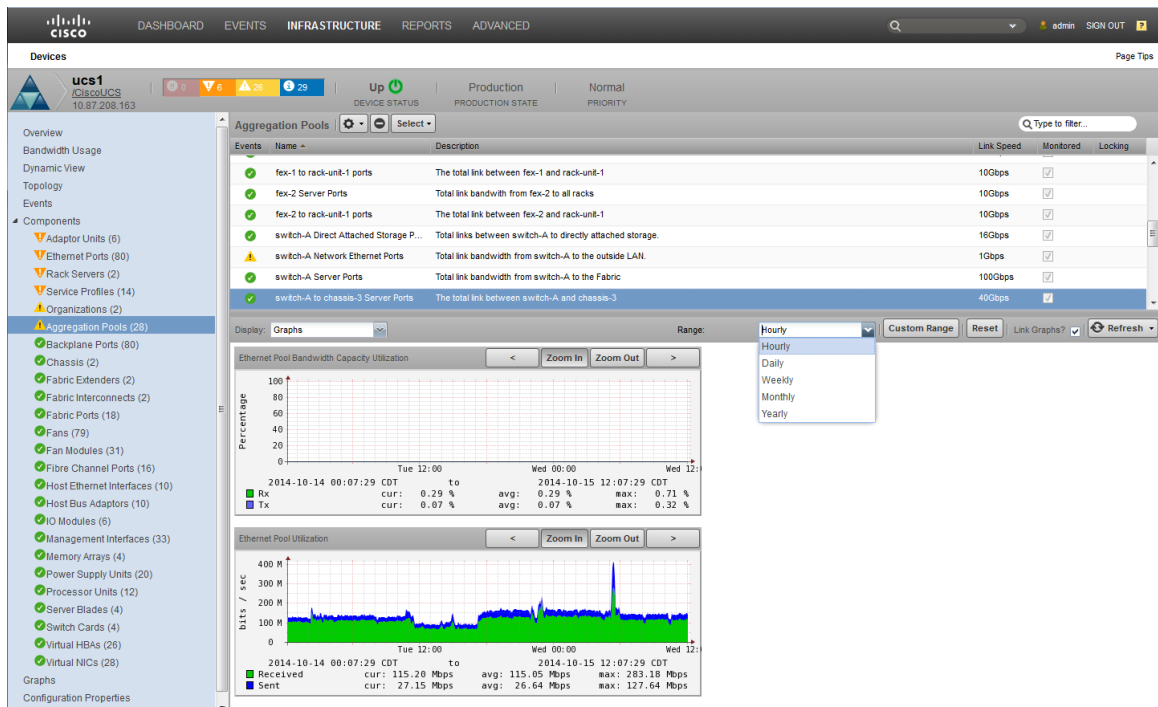 CISCO
DASHBOARD EVENTS INFRASTRUCTURE REPORTS ADVANCED
admin SIGN OUT ?
Devices
Page Tips
ucs1
/CiscoUCS
10.87.208.163
0 6 26 29
Up
DEVICE STATUS
Production
PRODUCTION STATE
Normal
PRIORITY
Overview
Bandwidth Usage
Dynamic View
Topology
Events
Components
Adaptor Units (6)
Ethernet Ports (80)
Rack Servers (2)
Service Profiles (14)
Organizations (2)
Aggregation Pools (28)
Backplane Ports (80)
Chassis (2)
Fabric Extenders (2)
Fabric Interconnects (2)
Fabric Ports (18)
Fans (79)
Fan Modules (31)
Fibre Channel Ports (16)
Host Ethernet Interfaces (10)
Host Bus Adaptors (10)
IO Modules (6)
Management Interfaces (33)
Memory Arrays (4)
Power Supply Units (20)
Processor Units (12)
Server Blades (4)
Switch Cards (4)
Virtual HBAs (26)
Virtual NICs (28)
Graphs
Configuration Properties
Aggregation Pools Select Type to filter...
Events Name Description Link Speed Monitored Locking
fex-1 to rack-unit-1 ports The total link between fex-1 and rack-unit-1 10Gbps
fex-2 Server Ports Total link bandwith from fex-2 to all racks 10Gbps
fex-2 to rack-unit-1 ports The total link between fex-2 and rack-unit-1 10Gbps
switch-A Direct Attached Storage P... Total links between switch-A to directly attached storage. 16Gbps
switch-A Network Ethernet Ports Total link bandwidth from switch-A to the outside LAN. 1Gbps
switch-A Server Ports Total link bandwidth from switch-A to the Fabric 100Gbps
switch-A to chassis-3 Server Ports The total link between switch-A and chassis-3 40Gbps
Display: Graphs Range: Hourly Custom Range Reset Link Graphs? Refresh
Hourly
Daily
Weekly
Monthly
Yearly
Ethernet Pool Bandwidth Capacity Utilization < Zoom In Zoom Out >
Percentage
100
80
60
40
20
0
Tue 12:00 Wed 00:00 Wed 12:
2014-10-14 00:07:29 CDT to 2014-10-15 12:07:29 CDT
Rx cur: 0.29 % avg: 0.29 % max: 0.71 %
Tx cur: 0.07 % avg: 0.07 % max: 0.32 %
Ethernet Pool Utilization < Zoom In Zoom Out >
bits / sec
400 M
300 M
200 M
100 M
0
Tue 12:00 Wed 00:00 Wed 12:
2014-10-14 00:07:29 CDT to 2014-10-15 12:07:29 CDT
Received cur: 115.20 Mbps avg: 115.05 Mbps max: 283.18 Mbps
Sent cur: 27.15 Mbps avg: 26.64 Mbps max: 127.64 Mbps